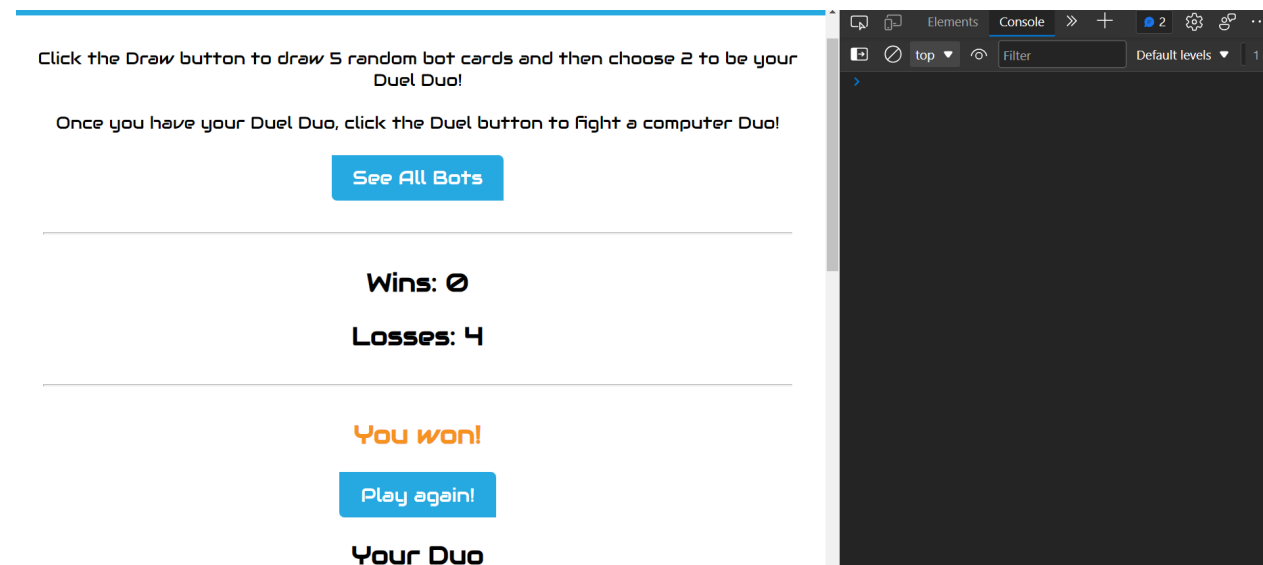 Click the Draw button to draw 5 random bot cards and then choose 2 to be your
Duel Duo!
Once you have your Duel Duo, click the Duel button to fight a computer Duo!
See All Bots
Wins: 0
Losses: 4
You won!
Play again!
Your Duo
Elements Console » + 2
top Filter Default levels 1
>